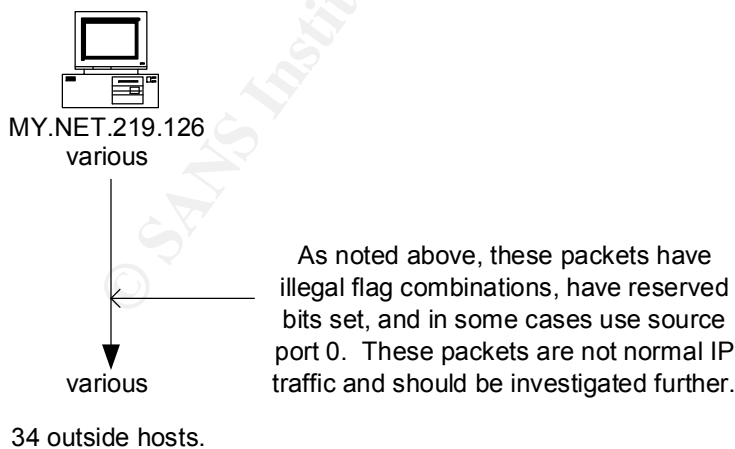 © SANS Institu
MY.NET.219.126
various
As noted above, these packets have
illegal flag combinations, have reserved
bits set, and in some cases use source
port 0. These packets are not normal IP
traffic and should be investigated further.
various
34 outside hosts.